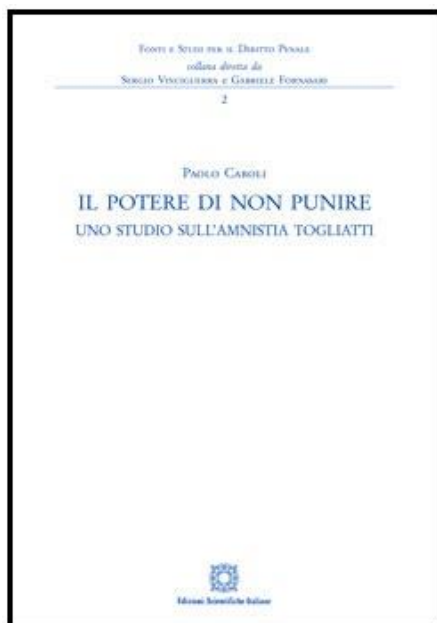 Fonti e Studi per il Diritto Penale
collana diretta da
Sergio Vinciguerra e Gabriele Fornasari
2
Paolo Caroli
IL POTERE DI NON PUNIRE
UNO STUDIO SULL'AMNISTIA TOGLIATTI
Edizioni Scientifiche Italiane